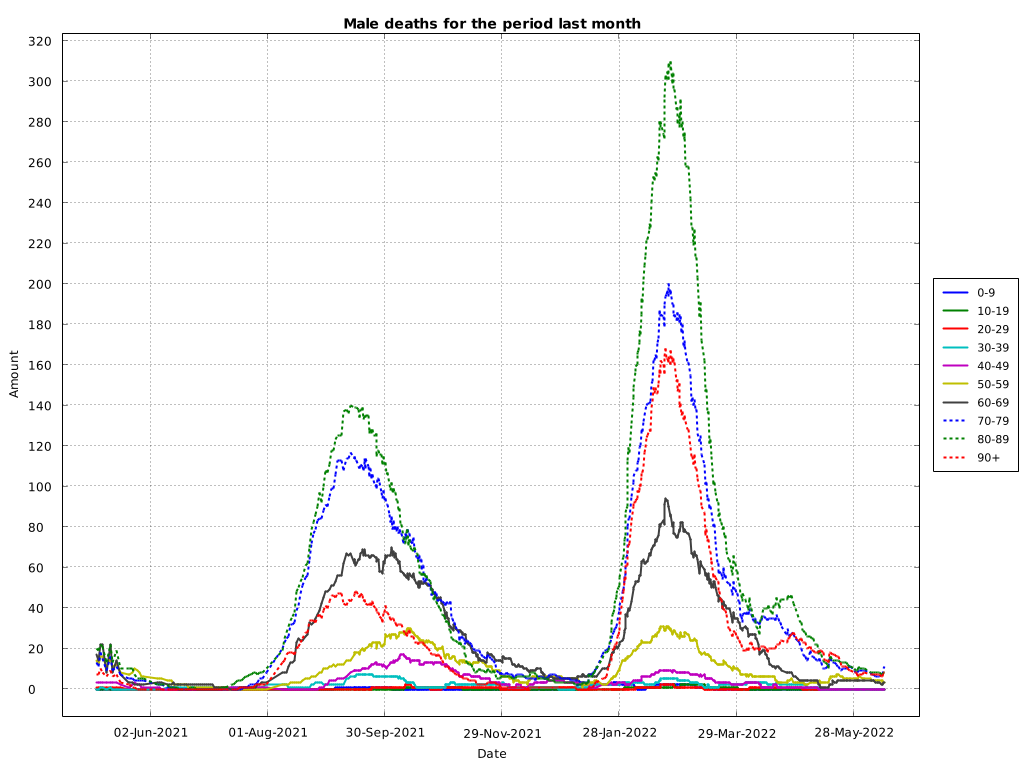 Male deaths for the period last month
320
300
280
260
240
220
200
180
160
140
120
100
80
60
40
20
0
Amount
02-Jun-2021
01-Aug-2021
30-Sep-2021
29-Nov-2021
28-Jan-2022
29-Mar-2022
28-May-2022
Date
0-9
10-19
20-29
30-39
40-49
50-59
60-69
70-79
80-89
90+